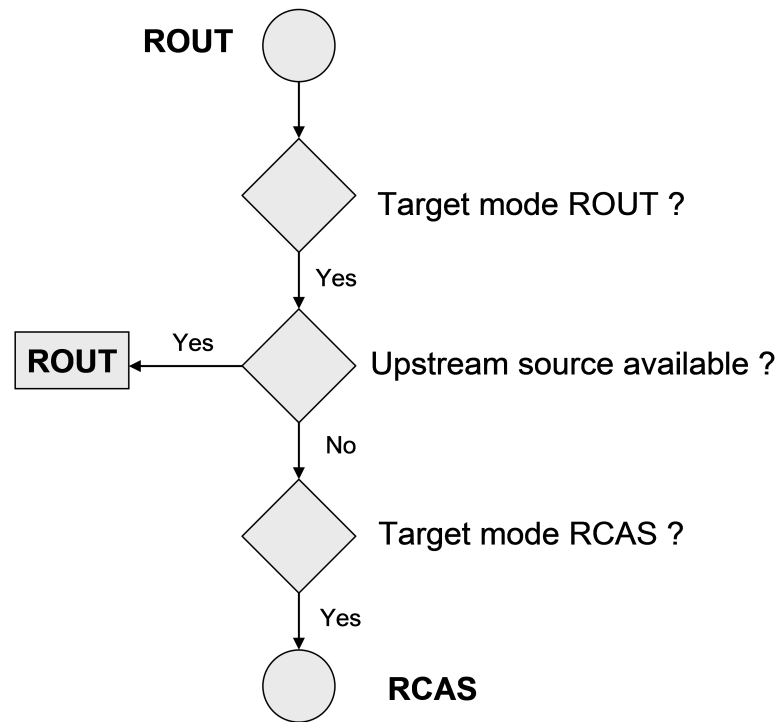 ROUT
Target mode ROUT ?
Yes
Yes
ROUT
Upstream source available ?
No
Target mode RCAS ?
Yes
RCAS